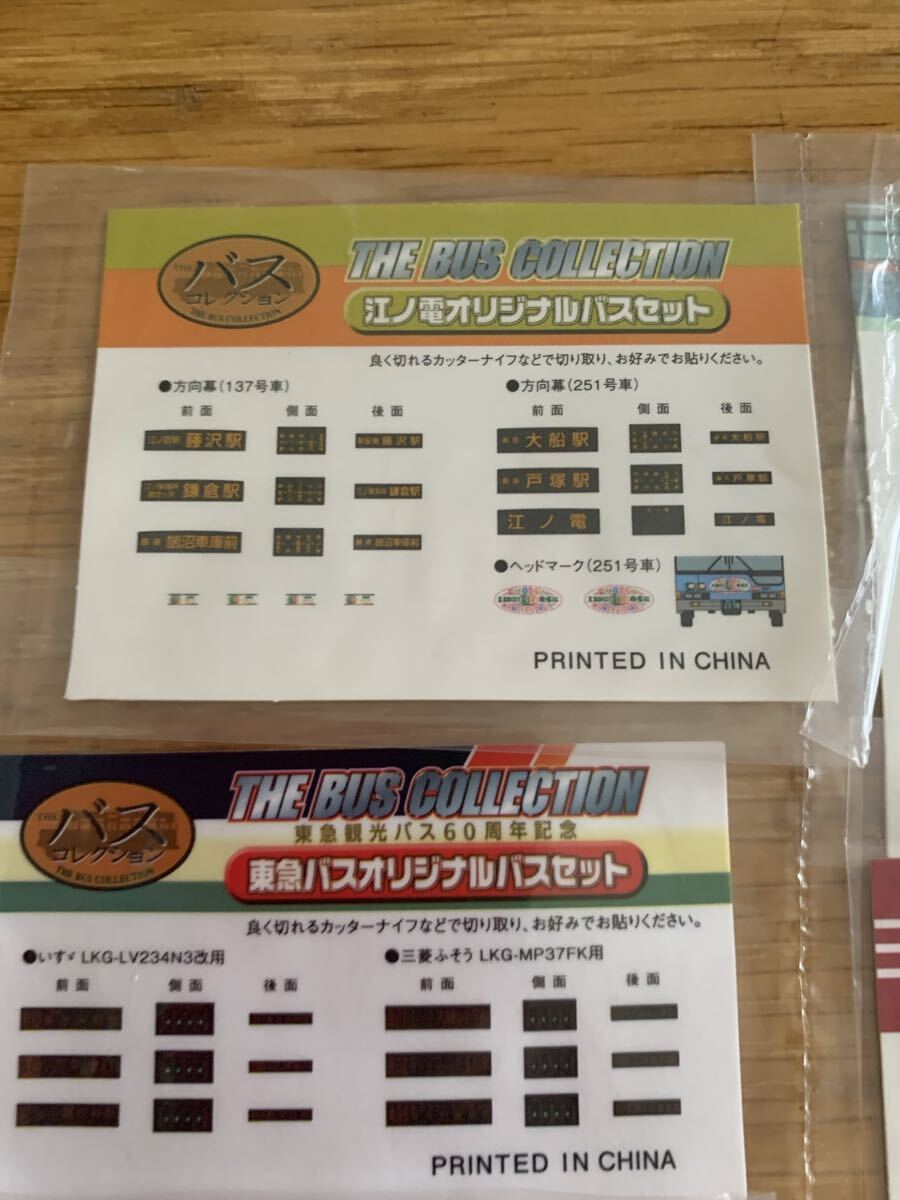 THE
バス
コレクション
THE BUS COLLECTION
THE BUS COLLECTION
江ノ電オリジナルバスセット
良く切れるカッターナイフなどで切り取り、お好みでお貼りください。
●方向幕(137号車)
前面 側面 後面
藤沢駅 藤沢駅
鎌倉駅 鎌倉駅
鵠沼車庫前 鵠沼車庫前
●方向幕(251号車)
前面 側面 後面
大船駅 大船駅
戸塚駅 戸塚駅
江ノ電 江ノ電
●ヘッドマーク(251号車)
PRINTED IN CHINA
THE
バス
コレクション
THE BUS COLLECTION
THE BUS COLLECTION
東急観光バス60周年記念
東急バスオリジナルバスセット
良く切れるカッターナイフなどで切り取り、お好みでお貼りください。
●いすゞ LKG-LV234N3改用
前面 側面 後面
●三菱ふそう LKG-MP37FK用
前面 側面 後面
PRINTED IN CHINA